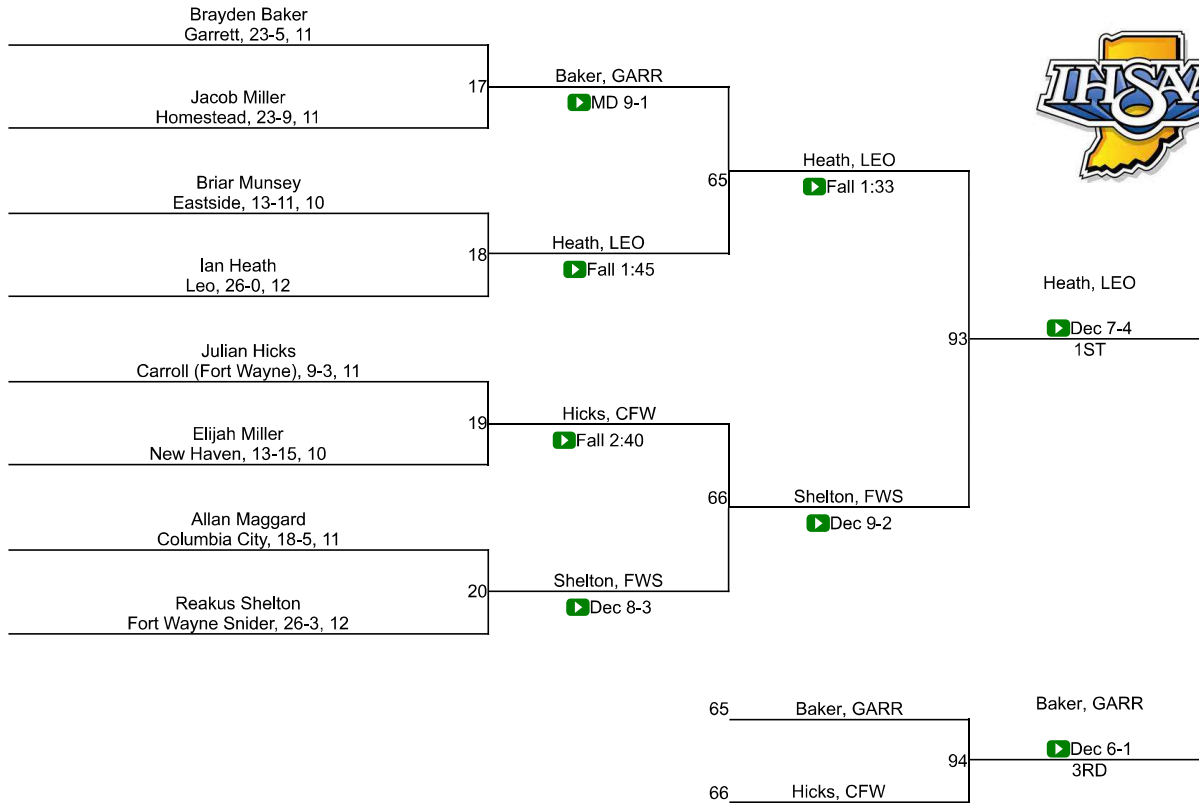 Brayden Baker
Garrett, 23-5, 11
17
Baker, GARR
MD 9-1
Jacob Miller
Homestead, 23-9, 11
IHSAA
65
Heath, LEO
Fall 1:33
Briar Munsey
Eastside, 13-11, 10
18
Heath, LEO
Fall 1:45
Ian Heath
Leo, 26-0, 12
93
Heath, LEO
Dec 7-4
1ST
Julian Hicks
Carroll (Fort Wayne), 9-3, 11
19
Hicks, CFW
Fall 2:40
Elijah Miller
New Haven, 13-15, 10
66
Shelton, FWS
Dec 9-2
Allan Maggard
Columbia City, 18-5, 11
20
Shelton, FWS
Dec 8-3
Reakus Shelton
Fort Wayne Snider, 26-3, 12
65
Baker, GARR
94
Baker, GARR
Dec 6-1
3RD
66
Hicks, CFW